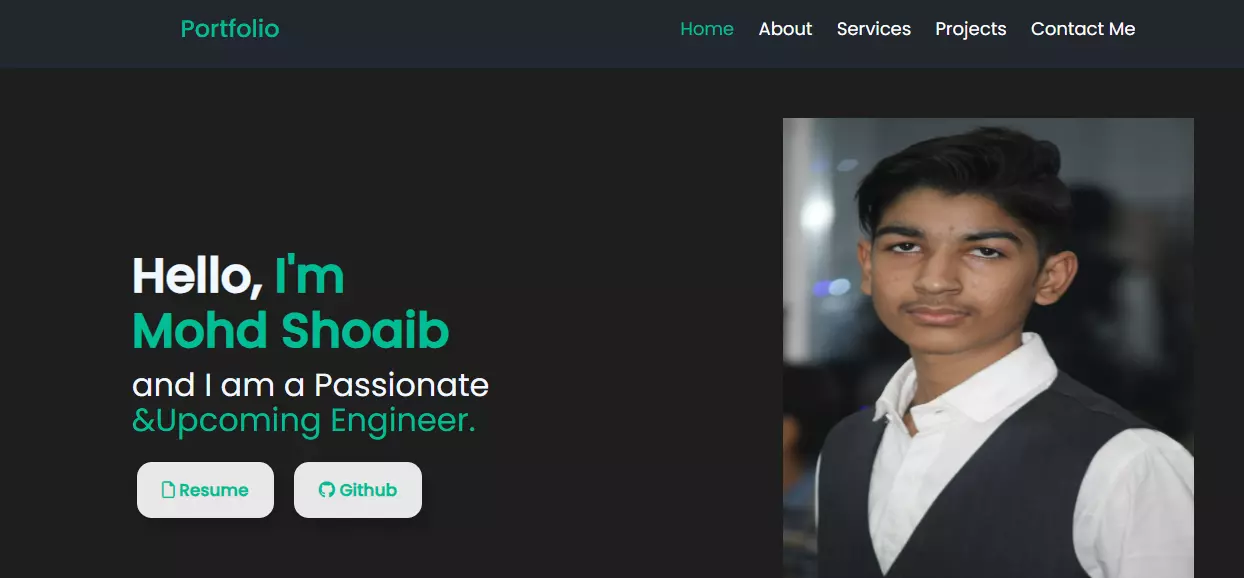 Portfolio
Home About Services Projects Contact Me
Hello, I'm
Mohd Shoaib
and I am a Passionate
&Upcoming Engineer.
Resume Github